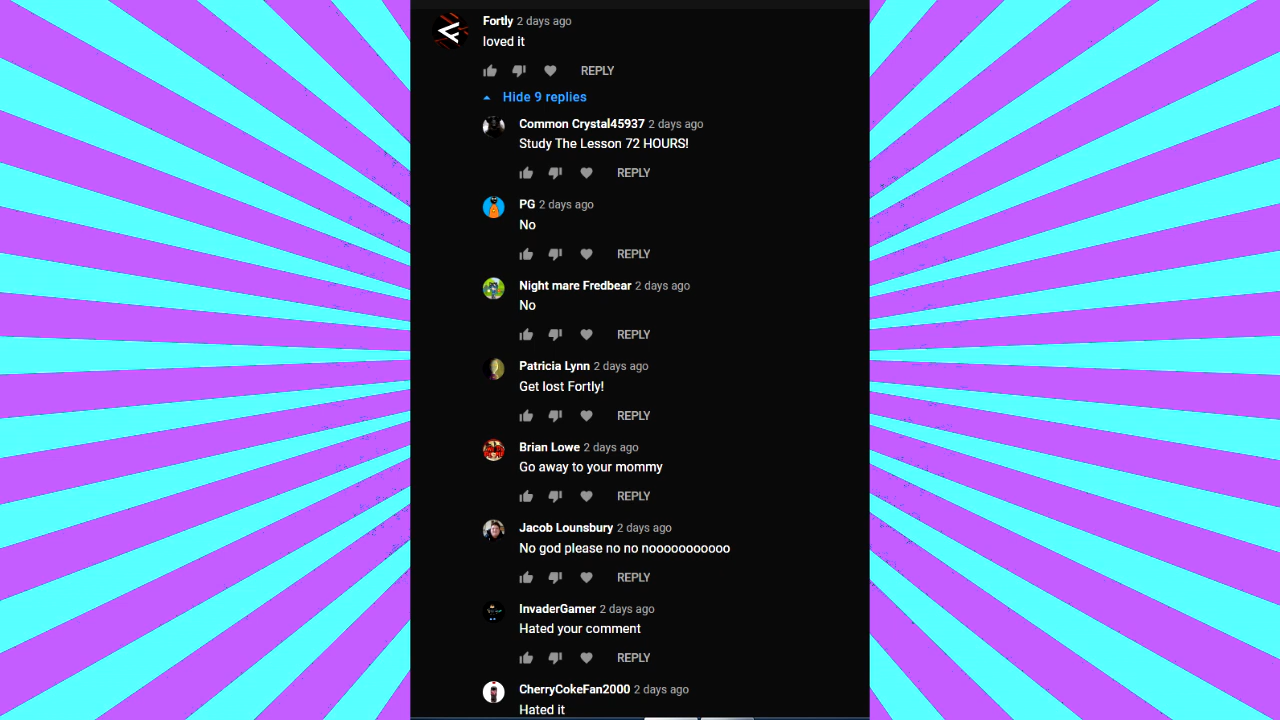 Fortly 2 days ago
loved it
REPLY
Hide 9 replies
Common Crystal45937 2 days ago
Study The Lesson 72 HOURS!
REPLY
PG 2 days ago
No
REPLY
Night mare Fredbear 2 days ago
No
REPLY
Patricia Lynn 2 days ago
Get lost Fortly!
REPLY
Brian Lowe 2 days ago
Go away to your mommy
REPLY
Jacob Lounsbury 2 days ago
No god please no no nooooooooooo
REPLY
InvaderGamer 2 days ago
Hated your comment
REPLY
CherryCokeFan2000 2 days ago
Hated it